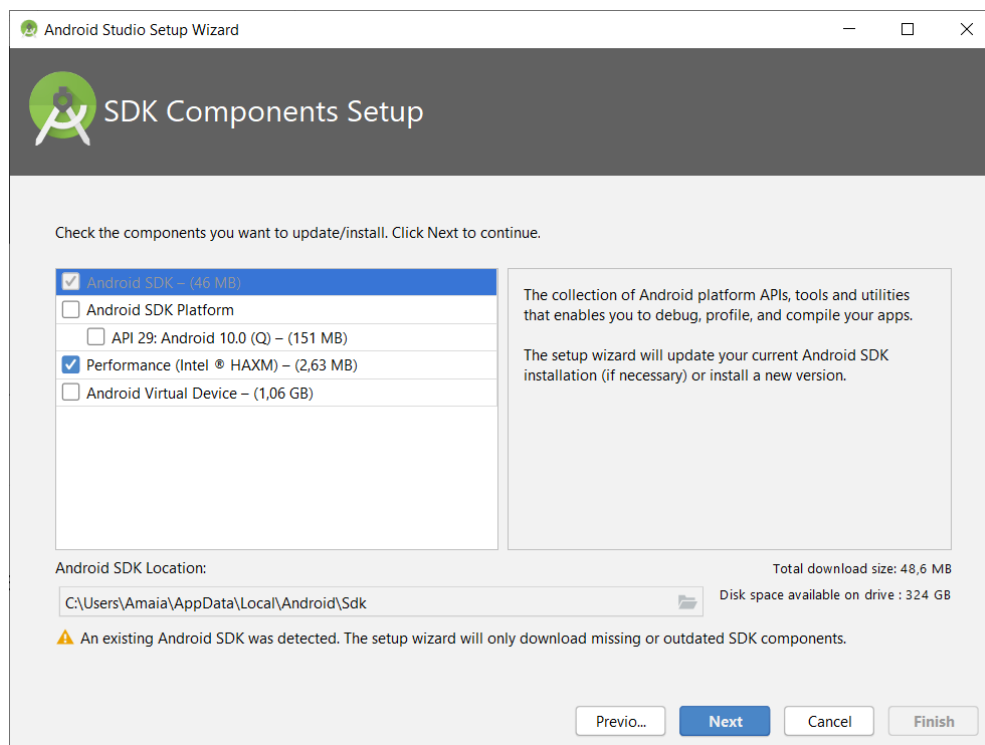 Android Studio Setup Wizard
SDK Components Setup
Check the components you want to update/install. Click Next to continue.
Android SDK – (46 MB)
Android SDK Platform
API 29: Android 10.0 (Q) – (151 MB)
Performance (Intel ® HAXM) – (2,63 MB)
Android Virtual Device – (1,06 GB)
The collection of Android platform APIs, tools and utilities
that enables you to debug, profile, and compile your apps.
The setup wizard will update your current Android SDK
installation (if necessary) or install a new version.
Android SDK Location:
Total download size: 48,6 MB
C:\Users\Amaia\AppData\Local\Android\Sdk
Disk space available on drive : 324 GB
An existing Android SDK was detected. The setup wizard will only download missing or outdated SDK components.
Previo...
Next
Cancel
Finish